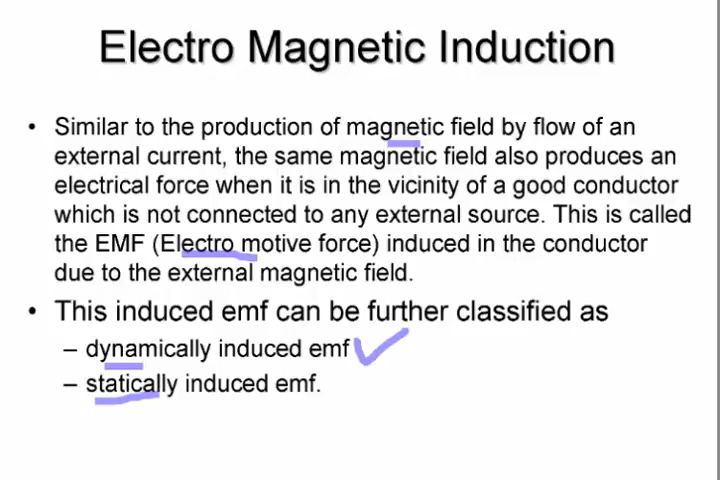 Electro Magnetic Induction
• Similar to the production of magnetic field by flow of an
external current, the same magnetic field also produces an
electrical force when it is in the vicinity of a good conductor
which is not connected to any external source. This is called
the EMF (Electro motive force) induced in the conductor
due to the external magnetic field.
• This induced emf can be further classified as
– dynamically induced emf
– statically induced emf.